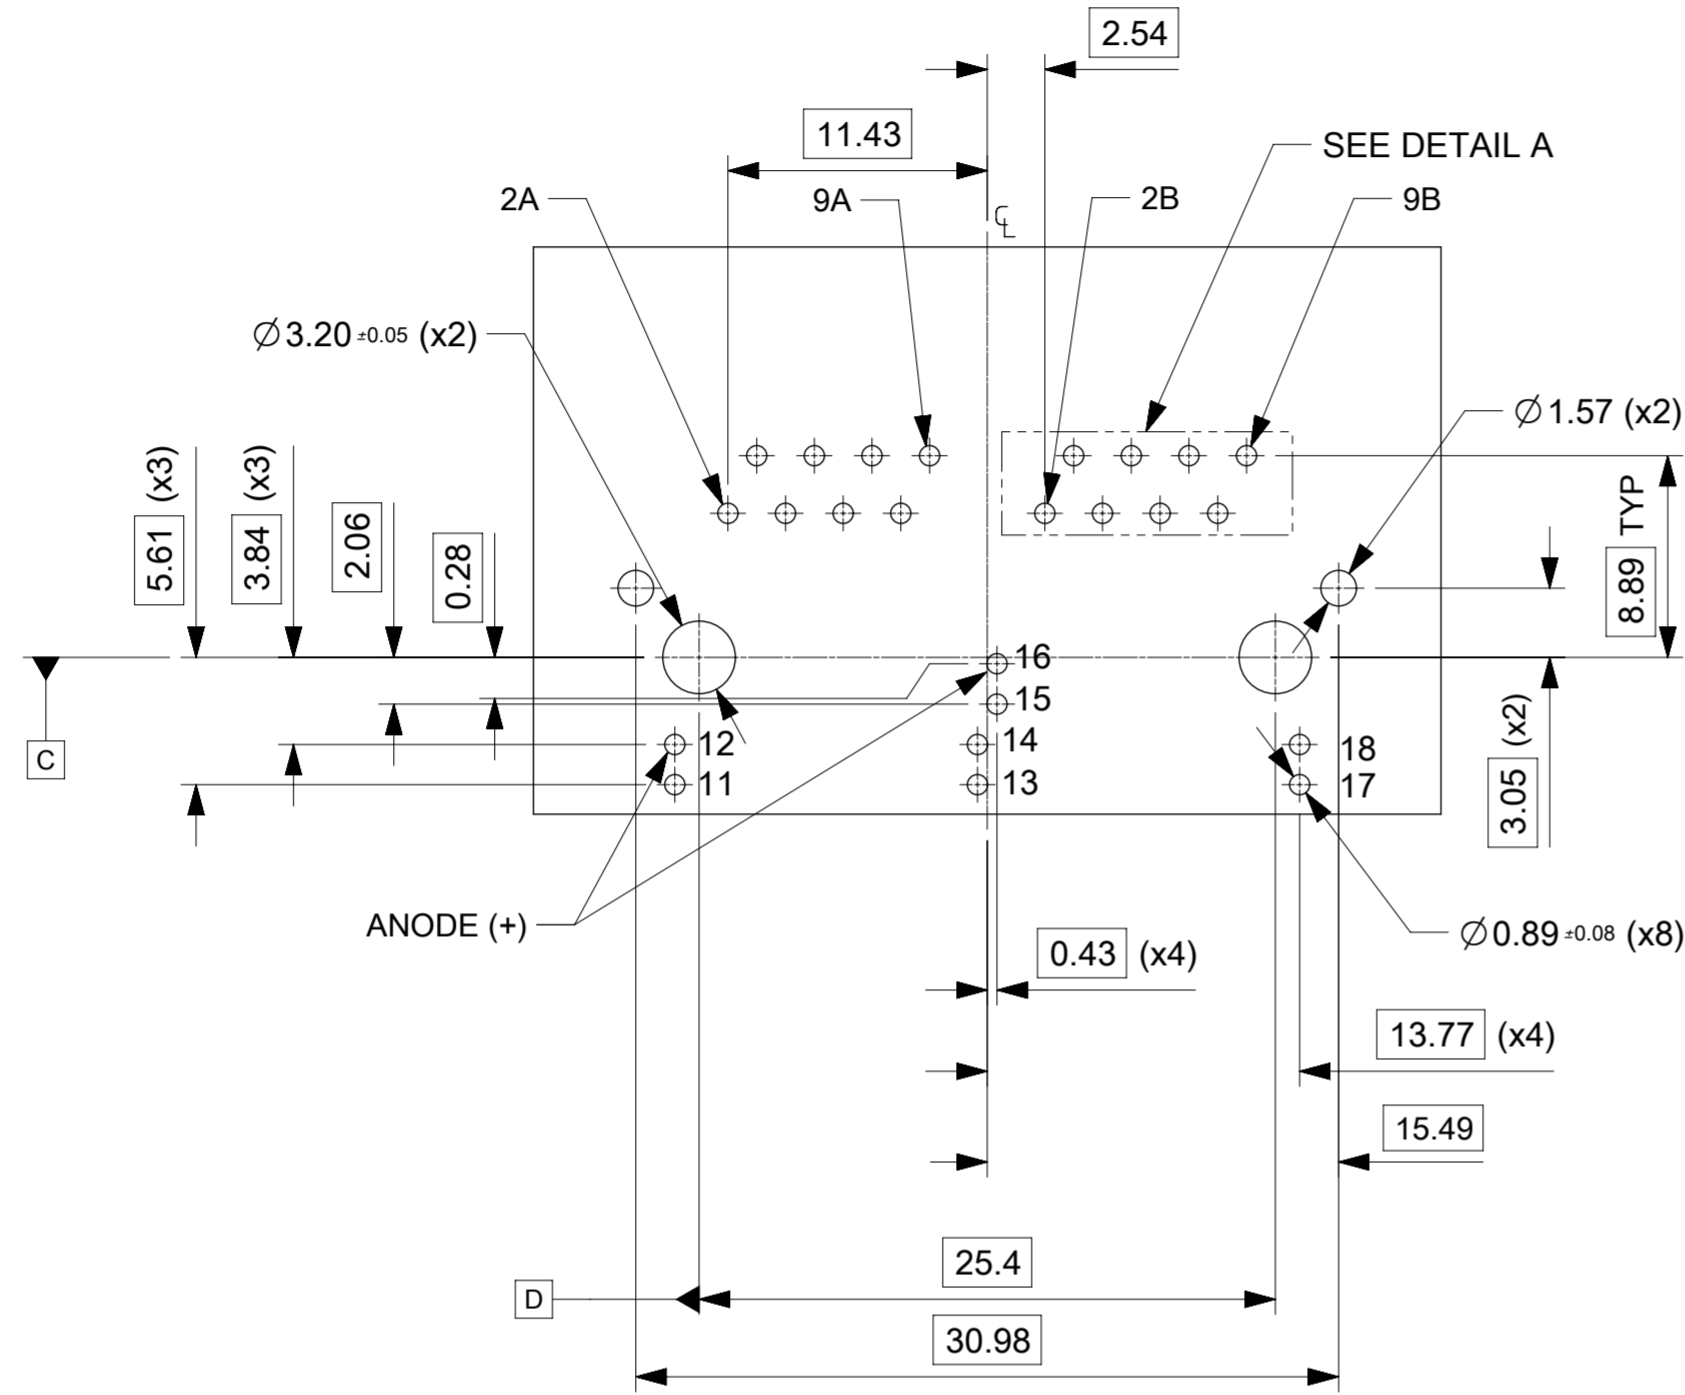 2.54
11.43
SEE DETAIL A
2A
9A
2B
9B
℄
Ø3.20 ±0.05 (x2)
Ø1.57 (x2)
5.61 (x3)
3.84 (x3)
2.06
0.28
8.89 TYP
16
15
C
12
14
18
11
13
17
3.05 (x2)
ANODE (+)
0.43 (x4)
Ø0.89 ±0.08 (x8)
13.77 (x4)
15.49
25.4
D
30.98